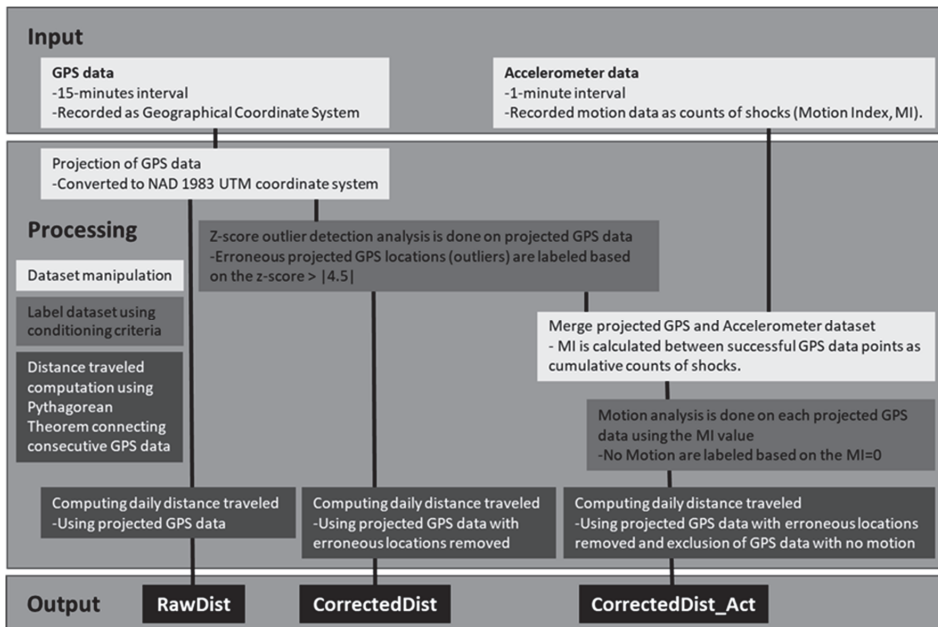 Input
GPS data
-15-minutes interval
-Recorded as Geographical Coordinate System
Accelerometer data
-1-minute interval
-Recorded motion data as counts of shocks (Motion Index, MI).
Projection of GPS data
-Converted to NAD 1983 UTM coordinate system
Processing
Z-score outlier detection analysis is done on projected GPS data
-Erroneous projected GPS locations (outliers) are labeled based
on the z-score > |4.5|
Dataset manipulation
Label dataset using
conditioning criteria
Distance traveled
computation using
Pythagorean
Theorem connecting
consecutive GPS data
Merge projected GPS and Accelerometer dataset
- MI is calculated between successful GPS data points as
cumulative counts of shocks.
Motion analysis is done on each projected GPS
data using the MI value
-No Motion are labeled based on the MI=0
Computing daily distance traveled
-Using projected GPS data
Computing daily distance traveled
-Using projected GPS data with
erroneous locations removed
Computing daily distance traveled
-Using projected GPS data with erroneous locations
removed and exclusion of GPS data with no motion
Output
RawDist
CorrectedDist
CorrectedDist_Act